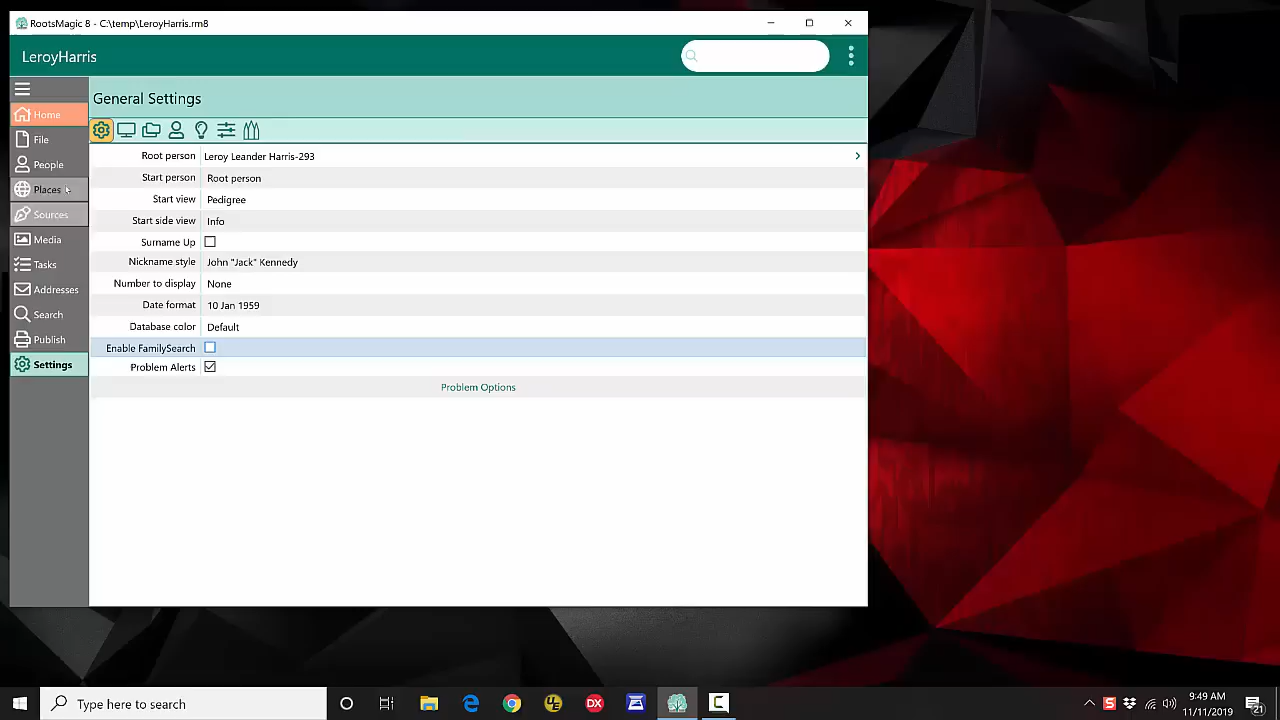 RootsMagic 8 - C:\temp\LeroyHarris.rm8
LeroyHarris
Home
File
People
Places
Sources
Media
Tasks
Addresses
Search
Publish
Settings
General Settings
Root person Leroy Leander Harris-293
Start person Root person
Start view Pedigree
Start side view Info
Surname Up
Nickname style John "Jack" Kennedy
Number to display None
Date format 10 Jan 1959
Database color Default
Enable FamilySearch
Problem Alerts
Problem Options
Type here to search
UE
DX
S
9:49 AM
11/11/2019
21